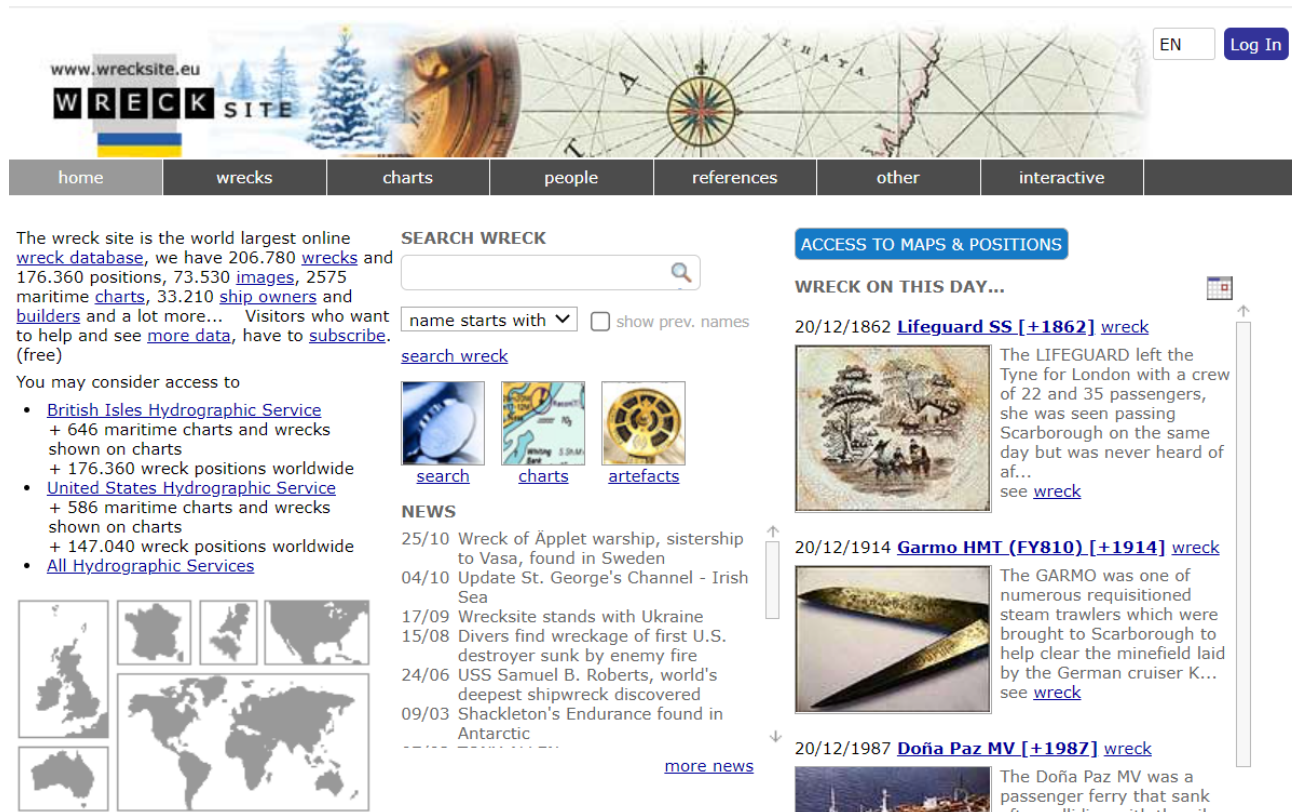 www.wrecksite.eu
WRECK SITE
EN
Log In
home
wrecks
charts
people
references
other
interactive
The wreck site is the world largest online
wreck database, we have 206.780 wrecks and
176.360 positions, 73.530 images, 2575
maritime charts, 33.210 ship owners and
builders and a lot more... Visitors who want
to help and see more data, have to subscribe.
(free)
You may consider access to
• British Isles Hydrographic Service
+ 646 maritime charts and wrecks
shown on charts
+ 176.360 wreck positions worldwide
• United States Hydrographic Service
+ 586 maritime charts and wrecks
shown on charts
+ 147.040 wreck positions worldwide
• All Hydrographic Services
SEARCH WRECK
name starts with
show prev. names
search wreck
search
charts
artefacts
NEWS
25/10 Wreck of Äpplet warship, sistership
to Vasa, found in Sweden
04/10 Update St. George's Channel - Irish
Sea
17/09 Wrecksite stands with Ukraine
15/08 Divers find wreckage of first U.S.
destroyer sunk by enemy fire
24/06 USS Samuel B. Roberts, world's
deepest shipwreck discovered
09/03 Shackleton's Endurance found in
Antarctic
more news
ACCESS TO MAPS & POSITIONS
WRECK ON THIS DAY...
20/12/1862 Lifeguard SS [+1862] wreck
The LIFEGUARD left the
Tyne for London with a crew
of 22 and 35 passengers,
she was seen passing
Scarborough on the same
day but was never heard of
af...
see wreck
20/12/1914 Garmo HMT (FY810) [+1914] wreck
The GARMO was one of
numerous requisitioned
steam trawlers which were
brought to Scarborough to
help clear the minefield laid
by the German cruiser K...
see wreck
20/12/1987 Doña Paz MV [+1987] wreck
The Doña Paz MV was a
passenger ferry that sank